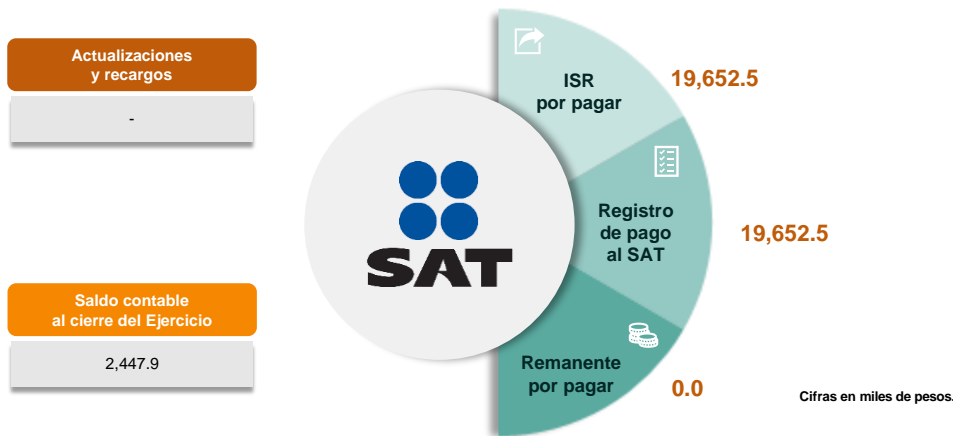 Actualizaciones
y recargos
-
Saldo contable
al cierre del Ejercicio
2,447.9
SAT
ISR
por pagar
19,652.5
Registro
de pago
al SAT
19,652.5
Remanente
por pagar
0.0
Cifras en miles de pesos.